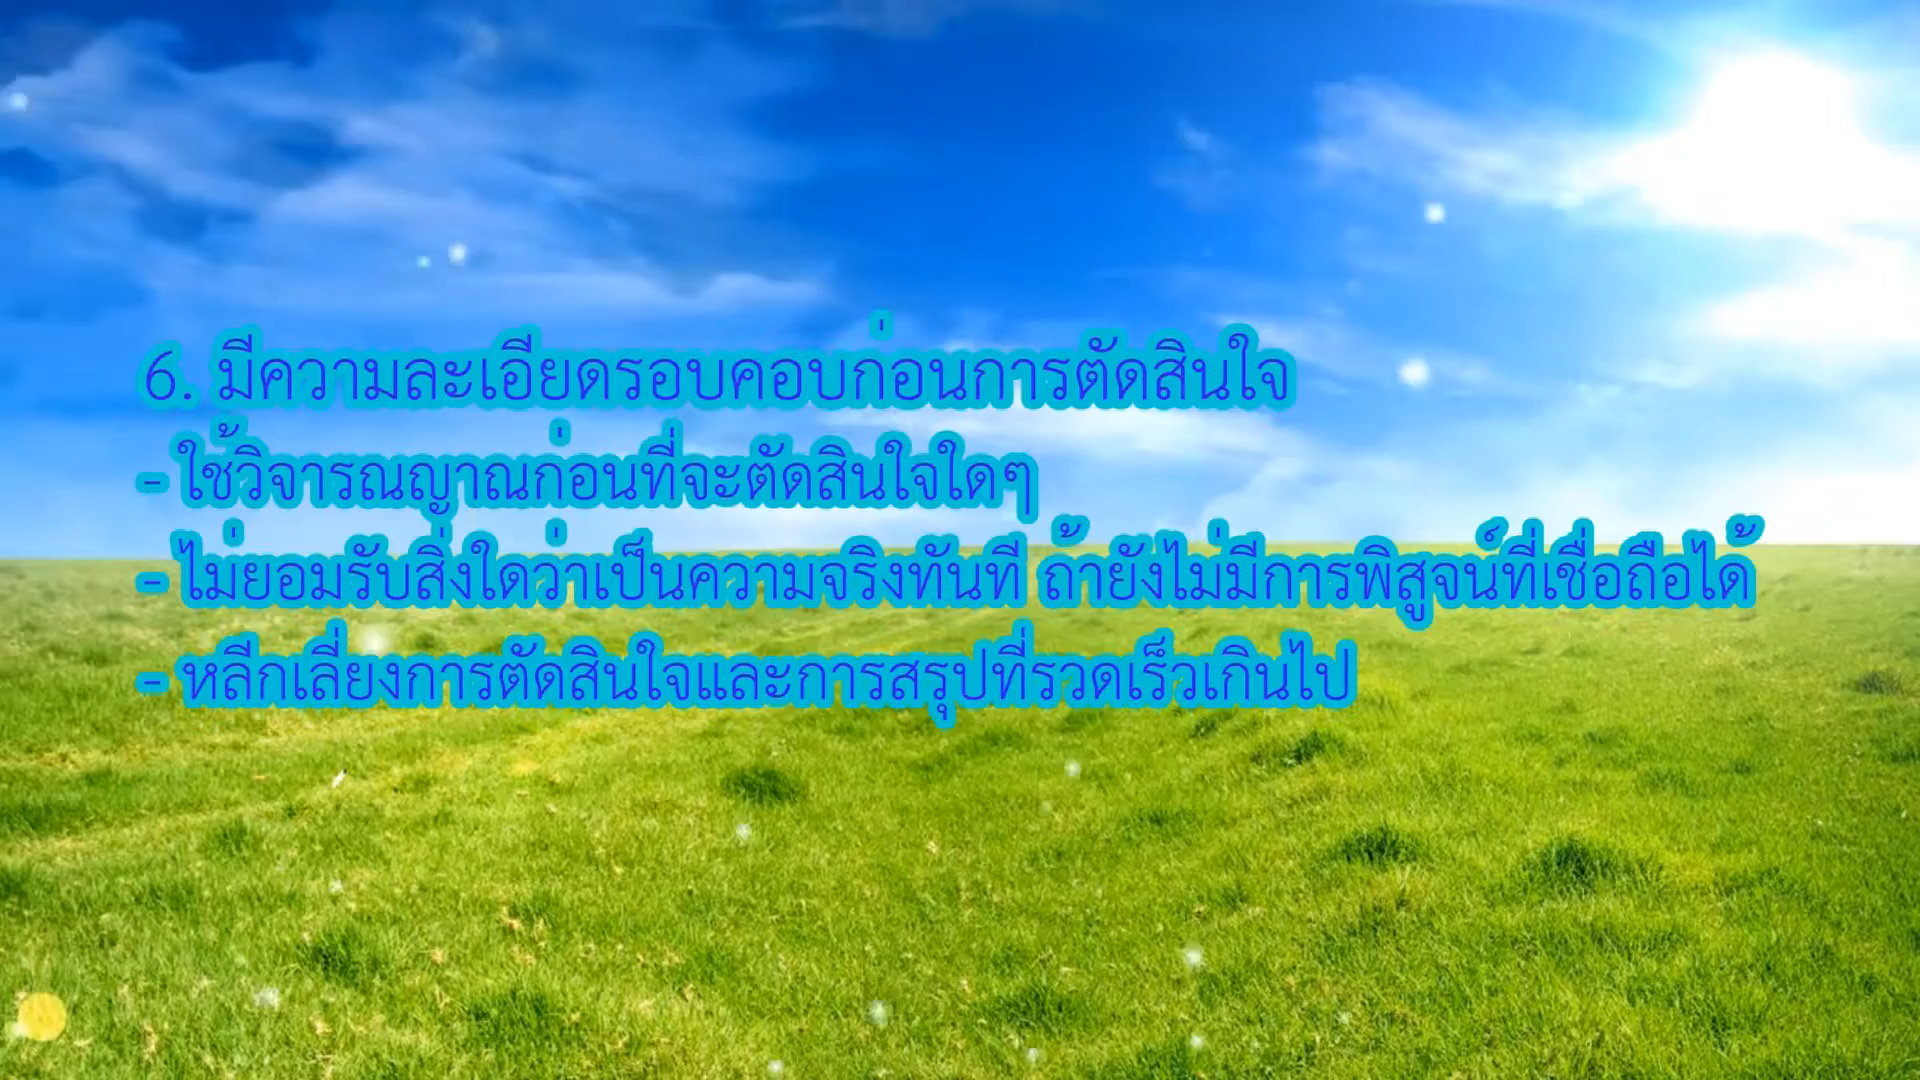 6. มีความละเอียดรอบคอบก่อนการตัดสินใจ
- ใช้วิจารณญาณก่อนที่จะตัดสินใจใดๆ
- ไม่ยอมรับสิ่งใดว่าเป็นความจริงทันที ถ้ายังไม่มีการพิสูจน์ที่เชื่อถือได้
- หลีกเลี่ยงการตัดสินใจและการสรุปที่รวดเร็วเกินไป